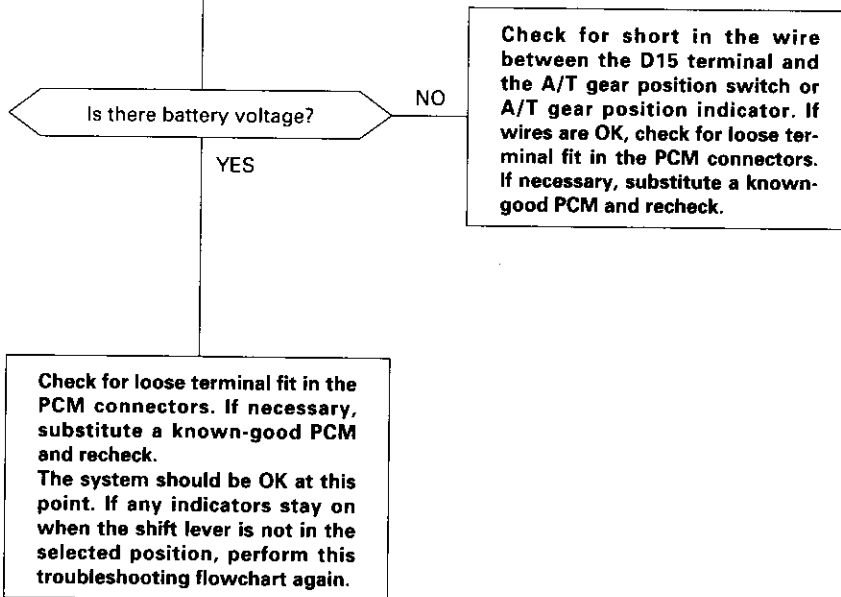 Check for short in the wire
between the D15 terminal and
the A/T gear position switch or
A/T gear position indicator. If
wires are OK, check for loose ter-
minal fit in the PCM connectors.
If necessary, substitute a known-
good PCM and recheck.
Is there battery voltage?
NO
YES
Check for loose terminal fit in the
PCM connectors. If necessary,
substitute a known-good PCM
and recheck.
The system should be OK at this
point. If any indicators stay on
when the shift lever is not in the
selected position, perform this
troubleshooting flowchart again.